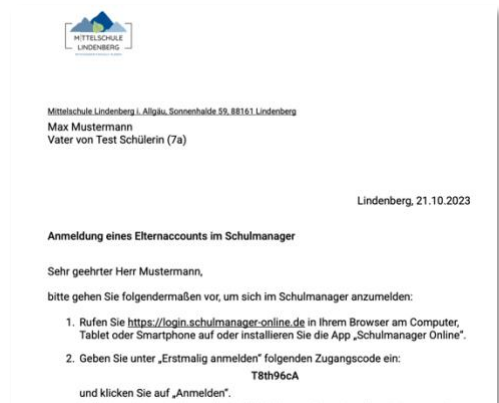 MITTELSCHULE
LINDENBERG
Mittelschule Lindenberg i. Allgäu, Sonnenhalde 59, 88161 Lindenberg
Max Mustermann
Vater von Test Schülerin (7a)
Lindenberg, 21.10.2023
Anmeldung eines Elternaccounts im Schulmanager
Sehr geehrter Herr Mustermann,
bitte gehen Sie folgendermaßen vor, um sich im Schulmanager anzumelden:
1. Rufen Sie https://login.schulmanager-online.de in Ihrem Browser am Computer,
Tablet oder Smartphone auf oder installieren Sie die App „Schulmanager Online".
2. Geben Sie unter „Erstmalig anmelden" folgenden Zugangscode ein:
T8th96cA
und klicken Sie auf „Anmelden".